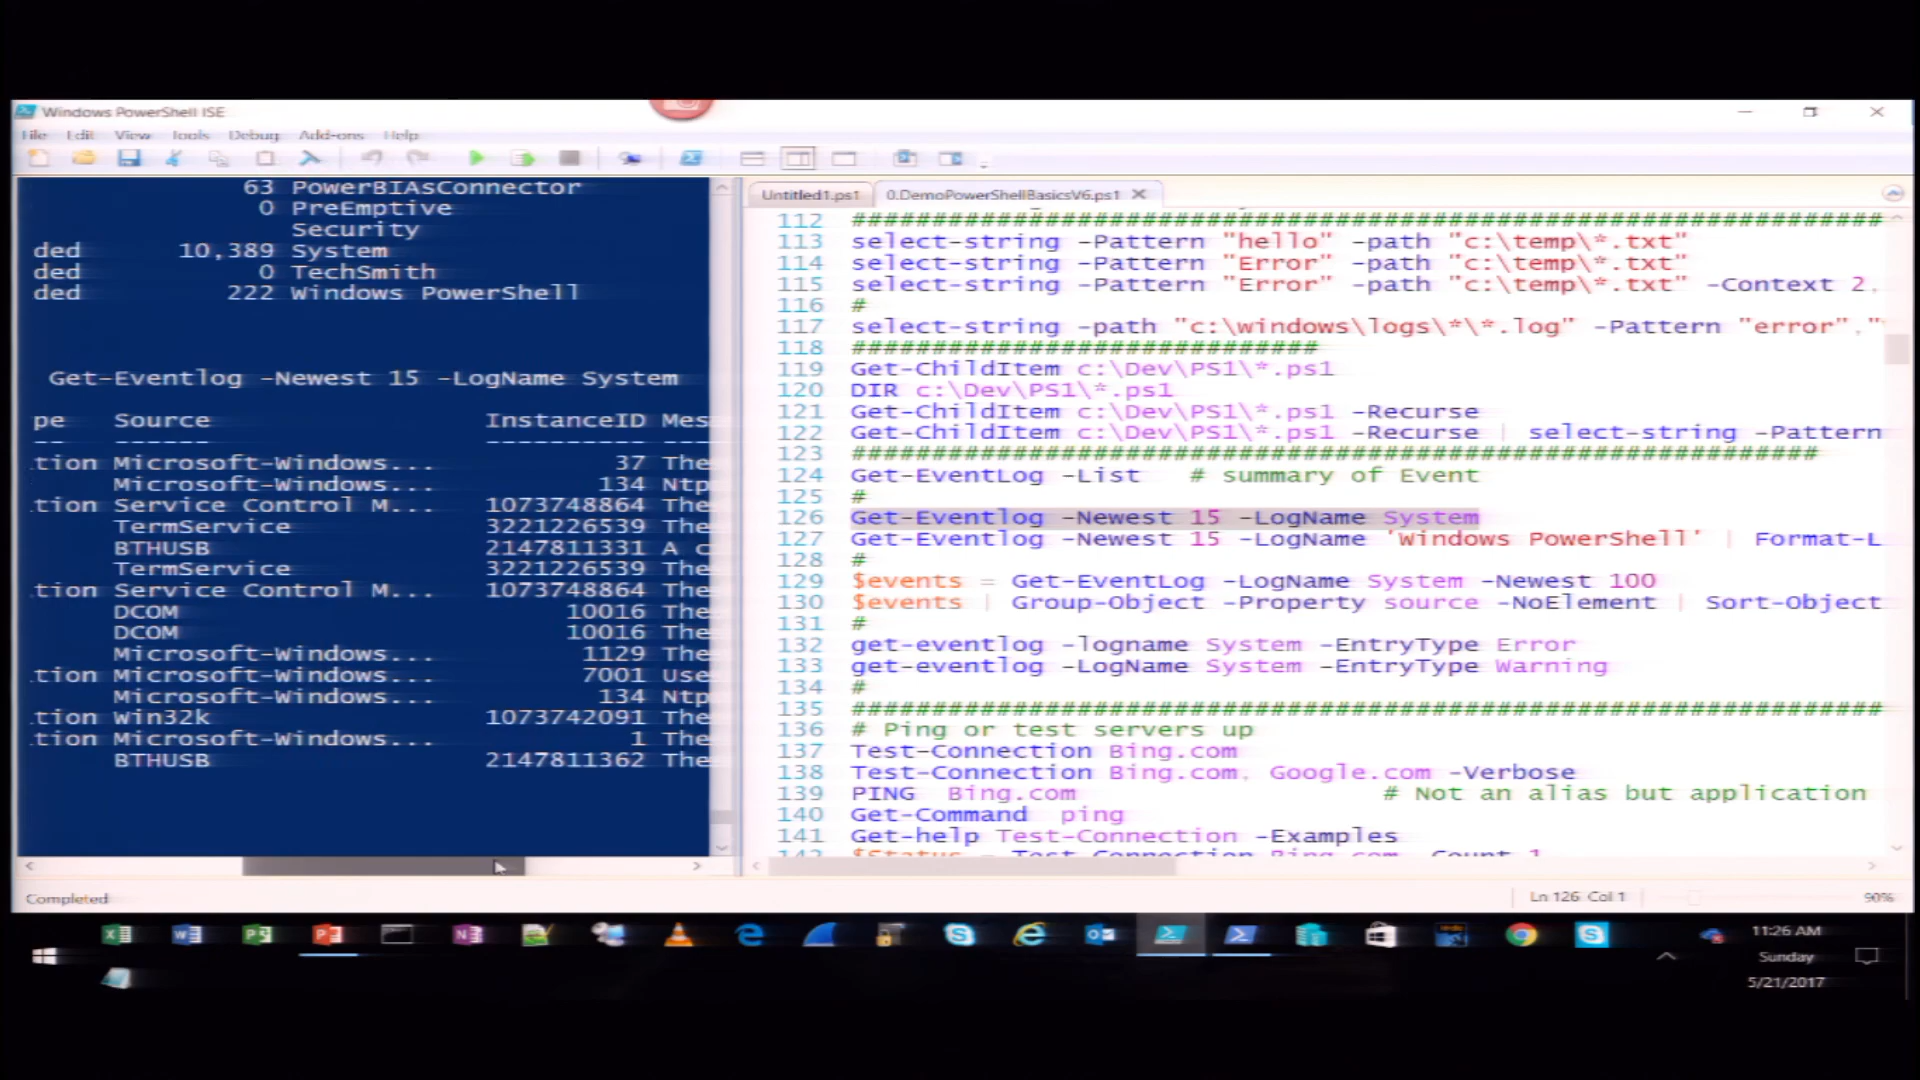 Windows PowerShell ISE
File Edit View Tools Debug Add-ons Help
63 PowerBIAsConnector
0 PreEmptive
Security
ded 10,389 System
ded 0 TechSmith
ded 222 Windows PowerShell
Get-Eventlog -Newest 15 -LogName System
pe Source InstanceID Mes
-- ------ ---------- ---
tion Microsoft-Windows... 37 The
Microsoft-Windows... 134 Ntp
tion Service Control M... 1073748864 The
TermService 3221226539 The
BTHUSB 2147811331 A c
TermService 3221226539 The
tion Service Control M... 1073748864 The
DCOM 10016 The
DCOM 10016 The
Microsoft-Windows... 1129 The
tion Microsoft-Windows... 7001 Use
Microsoft-Windows... 134 Ntp
tion Win32k 1073742091 The
tion Microsoft-Windows... 1 The
BTHUSB 2147811362 The
Completed
Untitled1.ps1 0.DemoPowerShellBasicsV6.ps1
112 ################################################################
113 select-string -Pattern "hello" -path "c:\temp\*.txt"
114 select-string -Pattern "Error" -path "c:\temp\*.txt"
115 select-string -Pattern "Error" -path "c:\temp\*.txt" -Context 2,
116 #
117 select-string -path "c:\windows\logs\*\*.log" -Pattern "error","
118 #############################
119 Get-ChildItem c:\Dev\PS1\*.ps1
120 DIR c:\Dev\PS1\*.ps1
121 Get-ChildItem c:\Dev\PS1\*.ps1 -Recurse
122 Get-ChildItem c:\Dev\PS1\*.ps1 -Recurse | select-string -Pattern
123 ############################################################
124 Get-EventLog -List # summary of Event
125 #
126 Get-Eventlog -Newest 15 -LogName System
127 Get-Eventlog -Newest 15 -LogName 'Windows PowerShell' | Format-L
128 #
129 $events = Get-EventLog -LogName System -Newest 100
130 $events | Group-Object -Property source -NoElement | Sort-Object
131 #
132 get-eventlog -logname System -EntryType Error
133 get-eventlog -LogName System -EntryType Warning
134 #
135 ################################################################
136 # Ping or test servers up
137 Test-Connection Bing.com
138 Test-Connection Bing.com, Google.com -Verbose
139 PING Bing.com # Not an alias but application
140 Get-Command ping
141 Get-help Test-Connection -Examples
142 $Status = Test-Connection Bing.com -Count 1
Ln 126 Col 1 90%
11:26 AM
Sunday
5/21/2017